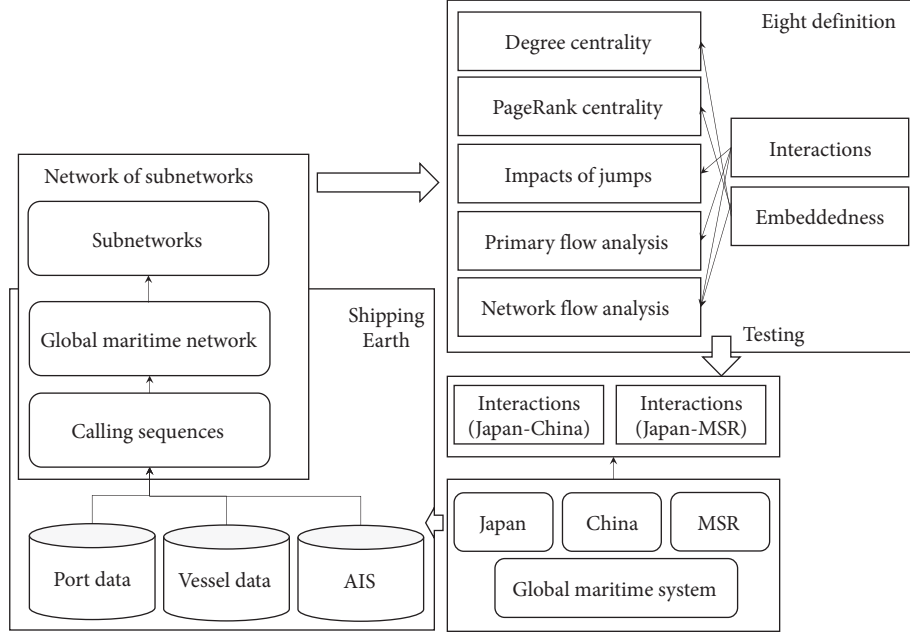 Network of subnetworks
Subnetworks
Global maritime network
Calling sequences
Shipping
Earth
Port data
Vessel data
AIS
Eight definition
Degree centrality
PageRank centrality
Impacts of jumps
Primary flow analysis
Network flow analysis
Interactions
Embeddedness
Testing
Interactions
(Japan-China)
Interactions
(Japan-MSR)
Japan
China
MSR
Global maritime system